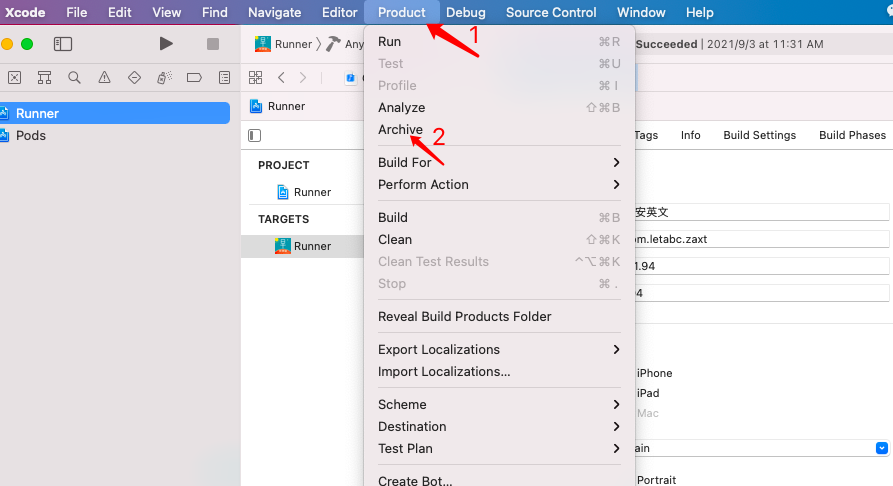 Xcode File Edit View Find Navigate Editor Product Debug Source Control Window Help
1
Runner Any
Succeeded | 2021/9/3 at 11:31 AM
Runner
Pods
Runner
PROJECT
Runner
TARGETS
Runner
Run ⌘R
Test ⌘U
Profile ⌘I
Analyze ⇧⌘B
Archive
2
Build For
Perform Action
Build ⌘B
Clean ⇧⌘K
Clean Test Results ^⌥⌘K
Stop ⌘.
Reveal Build Products Folder
Export Localizations
Import Localizations...
Scheme
Destination
Test Plan
Create Bot...
Tags Info Build Settings Build Phases
安英文
om.letabc.zaxt
1.94
94
iPhone
iPad
Mac
ain
Portrait